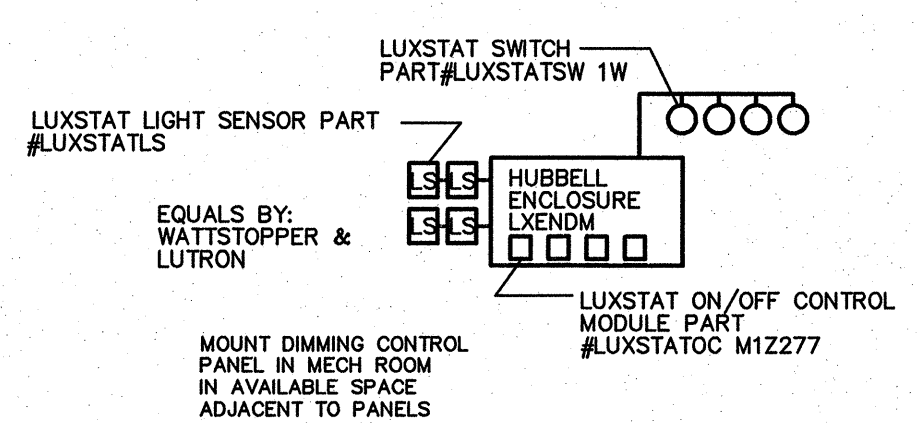 LUXSTAT SWITCH
PART#LUXSTATSW 1W
LUXSTAT LIGHT SENSOR PART
#LUXSTATLS
LS LS
LS LS
HUBBELL
ENCLOSURE
LXENDM
EQUALS BY:
WATTSTOPPER &
LUTRON
LUXSTAT ON/OFF CONTROL
MODULE PART
#LUXSTATOC M1Z277
MOUNT DIMMING CONTROL
PANEL IN MECH ROOM
IN AVAILABLE SPACE
ADJACENT TO PANELS